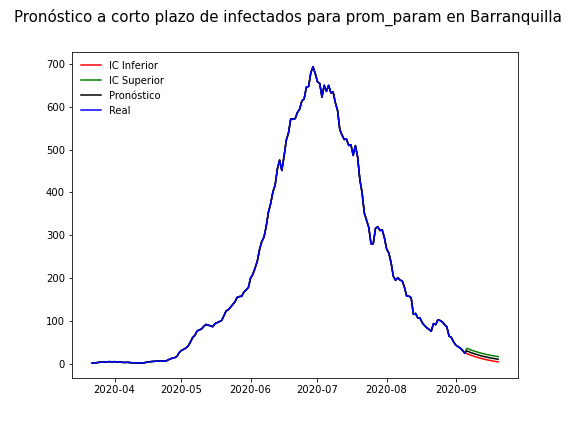 Pronóstico a corto plazo de infectados para prom_param en Barranquilla
IC Inferior
IC Superior
Pronóstico
Real
700
600
500
400
300
200
100
0
2020-04
2020-05
2020-06
2020-07
2020-08
2020-09